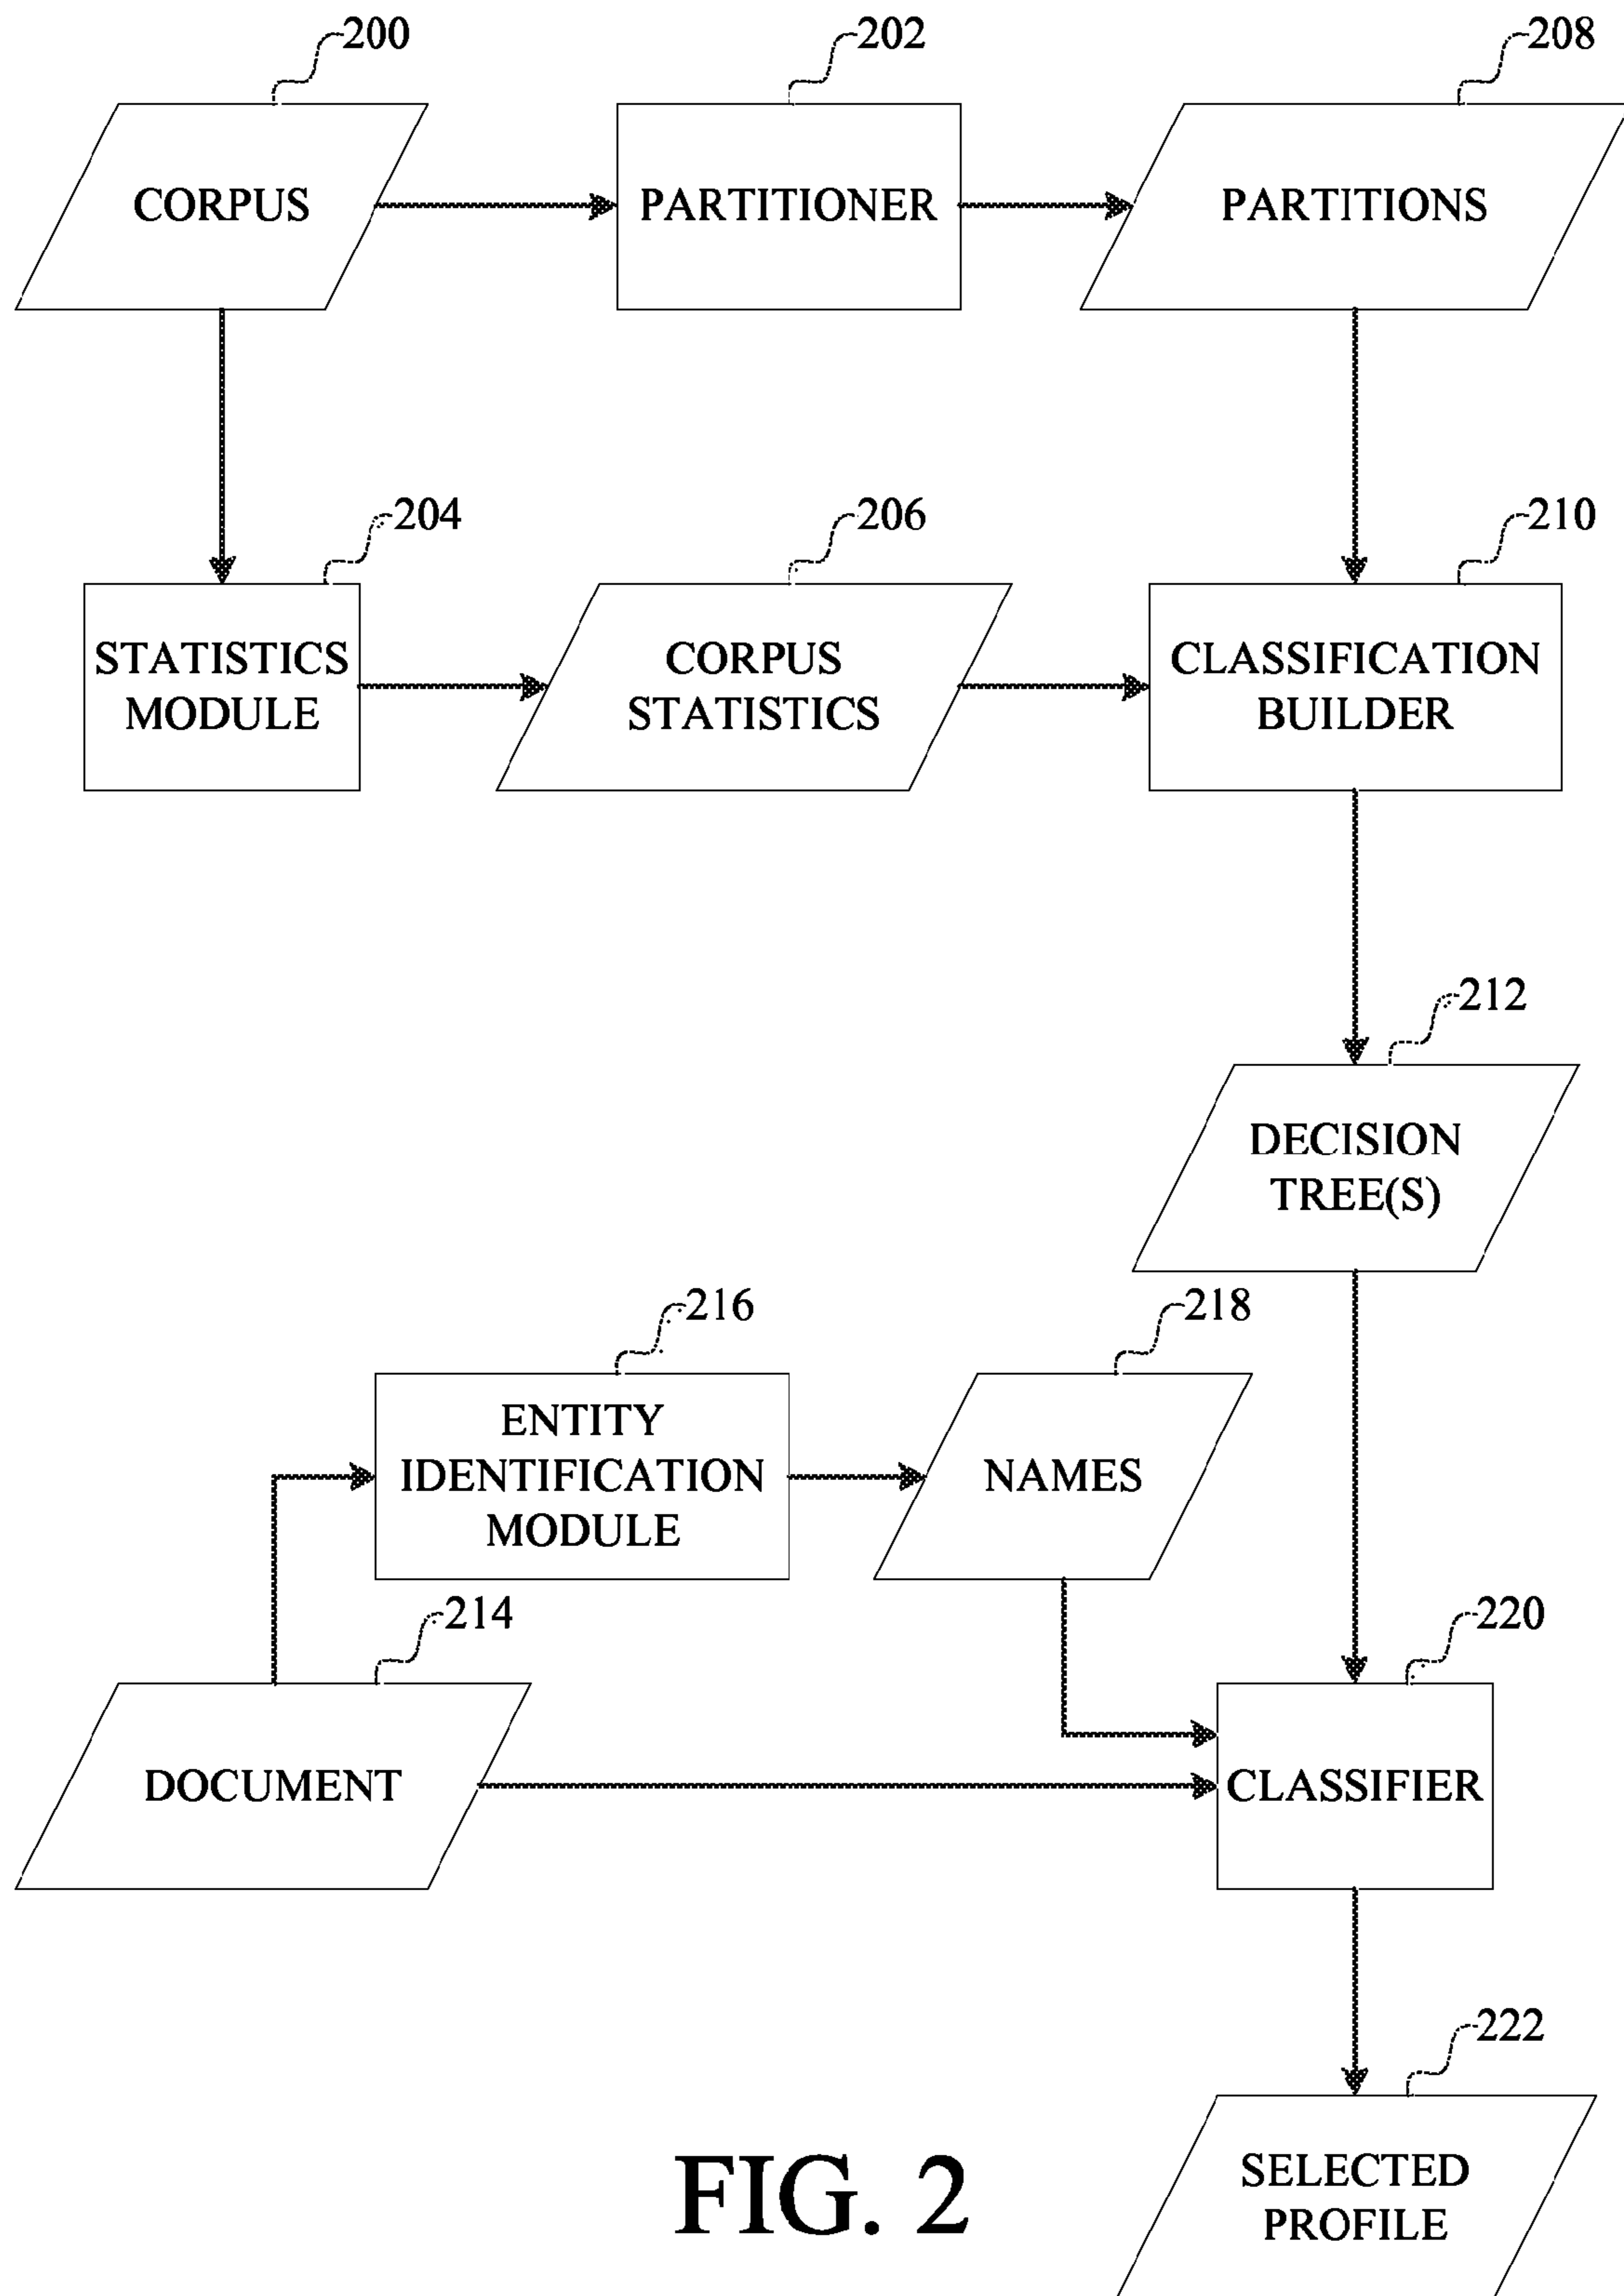 200
202
208
CORPUS
PARTITIONER
PARTITIONS
204
206
210
STATISTICS
MODULE
CORPUS
STATISTICS
CLASSIFICATION
BUILDER
212
DECISION
TREE(S)
216
218
ENTITY
IDENTIFICATION
MODULE
NAMES
214
220
DOCUMENT
CLASSIFIER
222
SELECTED
PROFILE
FIG. 2